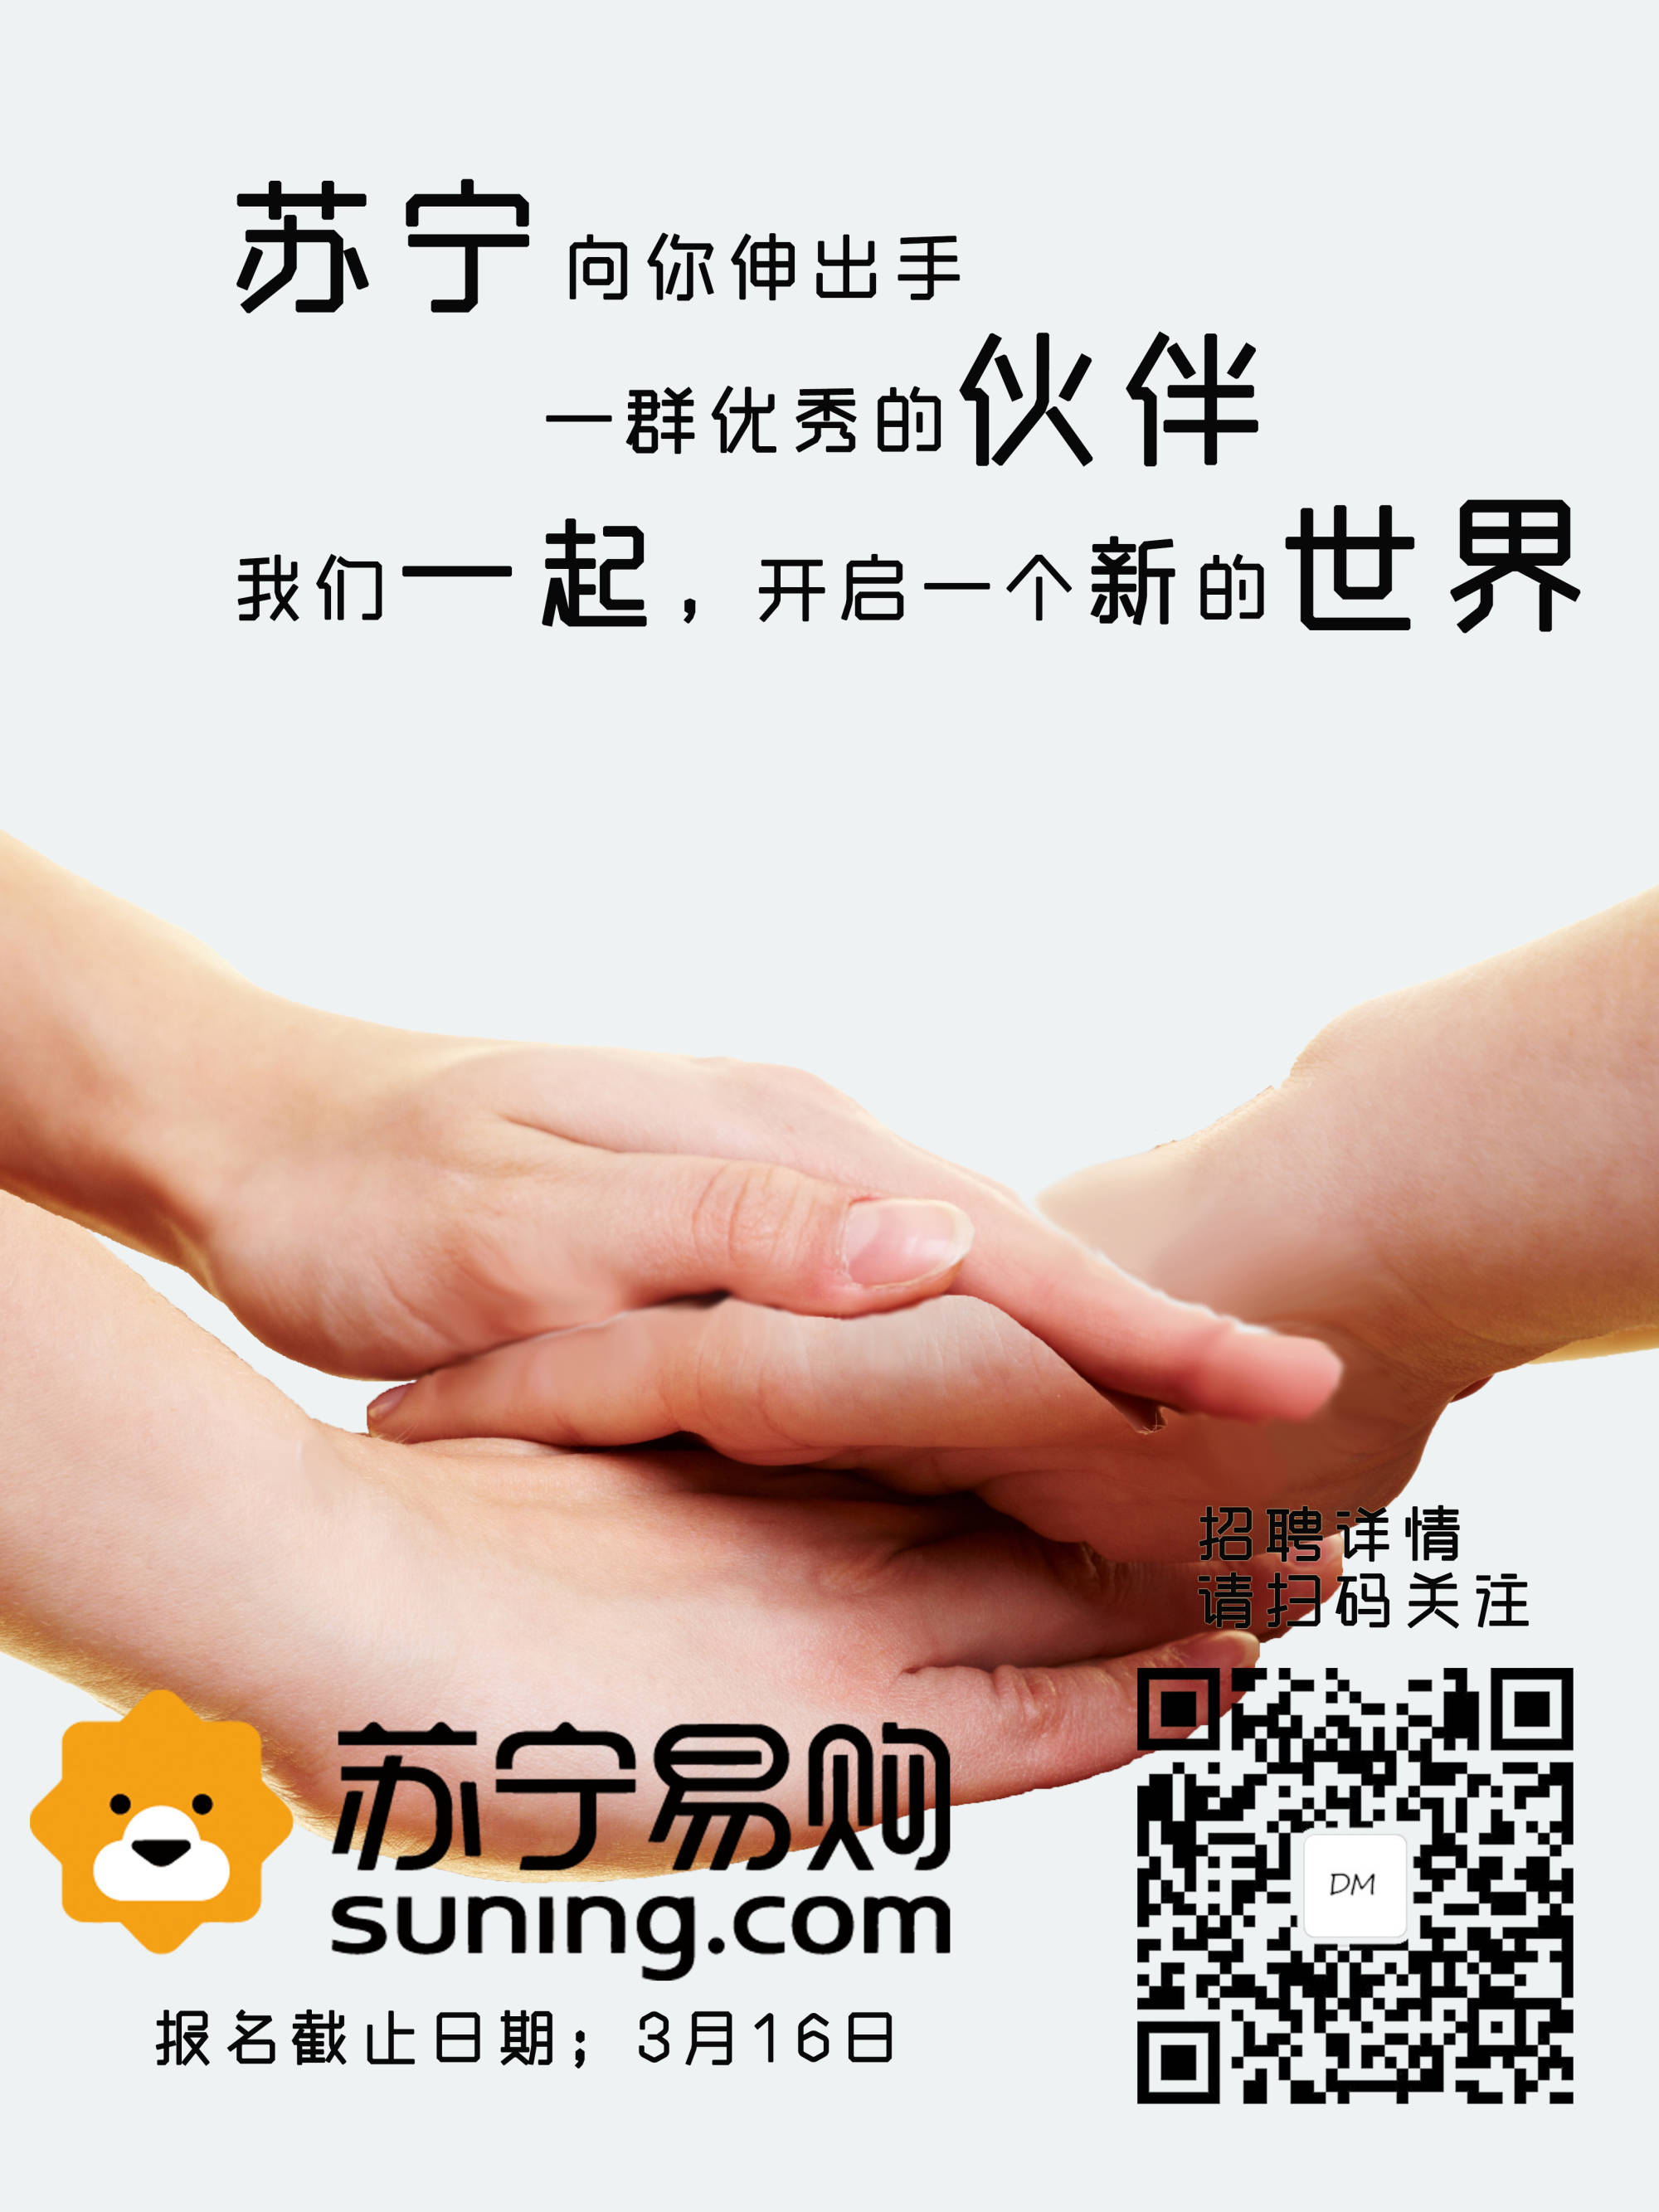 苏宁向你伸出手
一群优秀的伙伴
我们一起，开启一个新的世界
招聘详情
请扫码关注
DM
苏宁易购
suning.com
报名截止日期；3月16日